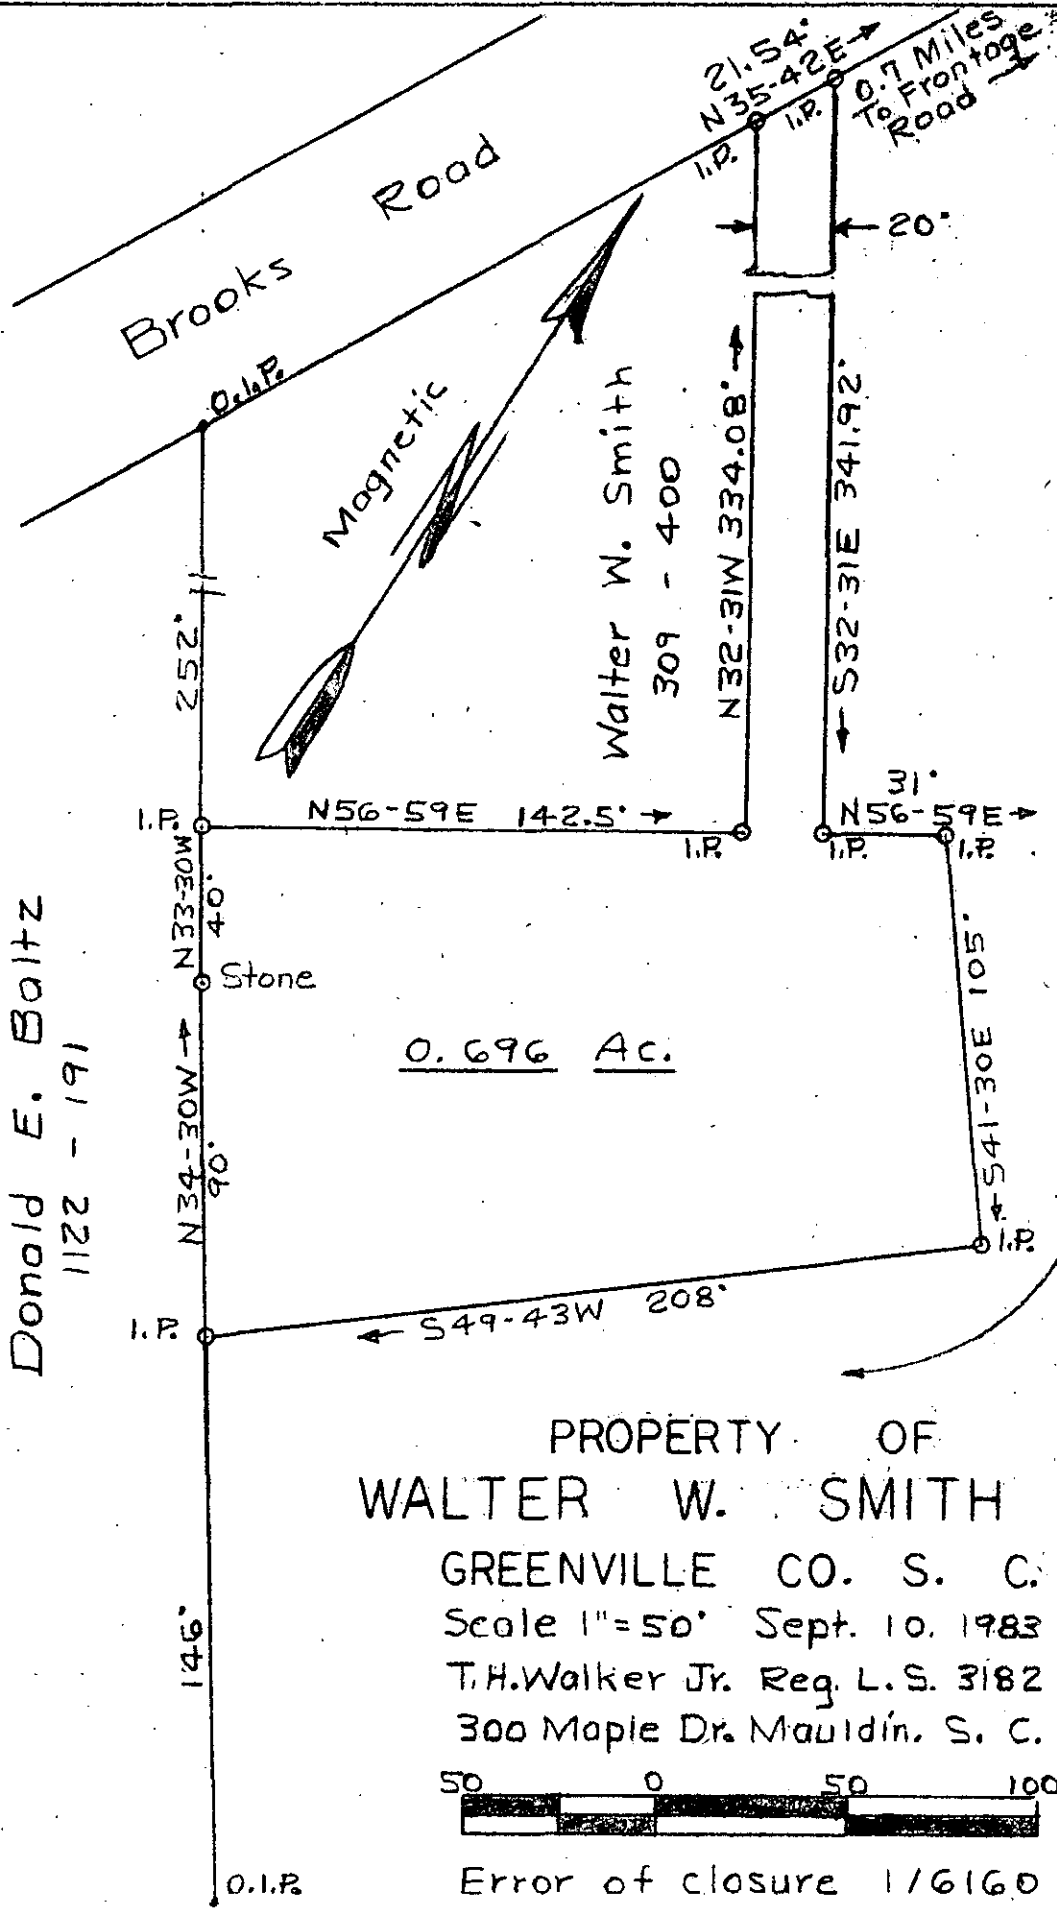 21.54'
N35-42E
0.7 Miles
To Frontage
Road
I.P.
I.P.
20'
Brooks Road
O.I.P.
Magnetic
Walter W. Smith
309 - 400
N32-31W 334.08'
S32-31E 341.92'
252'
I.P.
N56-59E 142.5'
I.P.
31'
N56-59E
I.P.
I.P.
N33-30W
40'
Stone
Donald E. Baltz
1122 - 191
0.696 Ac.
S41-30E 105'
N34-30W
90'
I.P.
I.P.
S49-43W 208'
PROPERTY OF
WALTER W. SMITH
GREENVILLE CO. S. C.
Scale 1"=50' Sept. 10. 1983
T.H.Walker Jr. Reg. L.S. 3182
300 Maple Dr. Mauldin. S. C.
146'
50 0 50 100
O.I.P.
Error of closure 1/6160